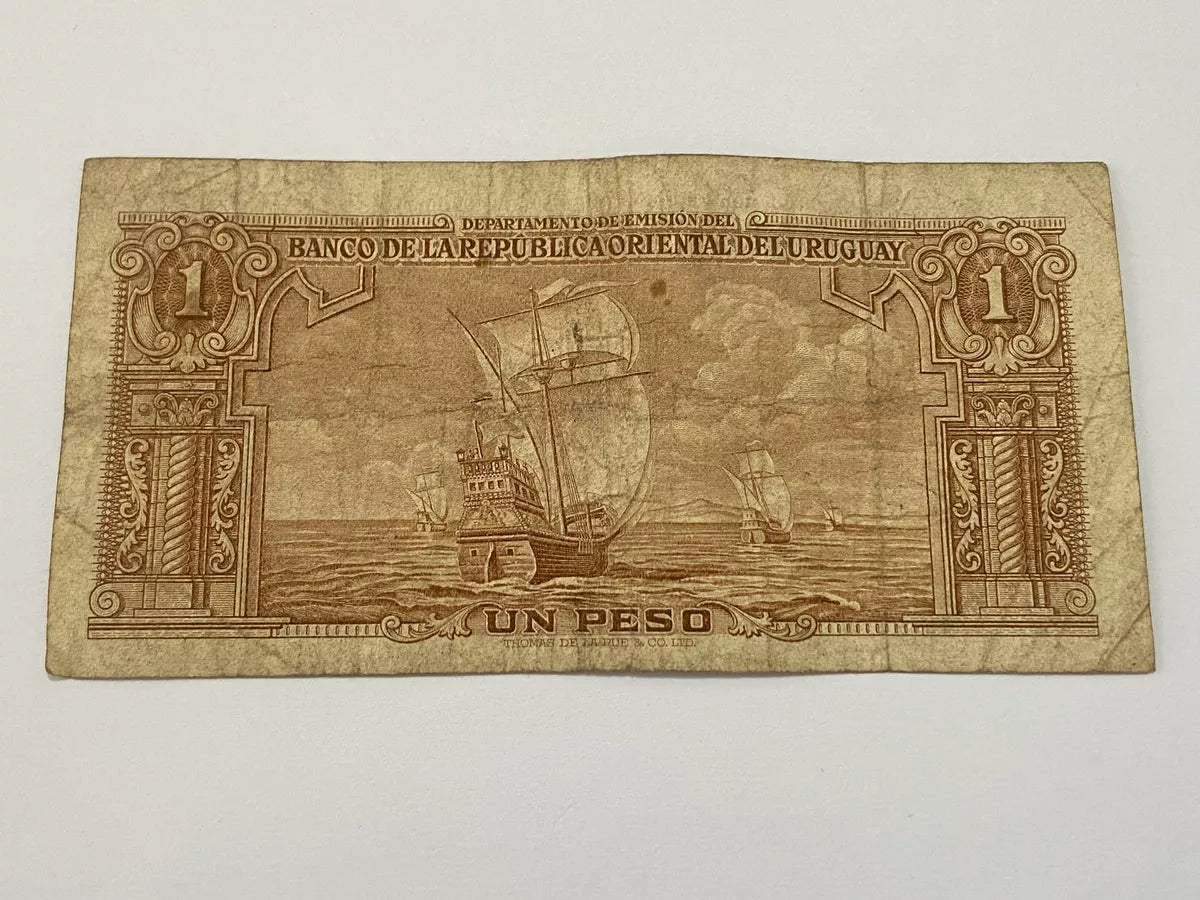 DEPARTAMENTO DE EMISIÓN DEL
BANCO DE LA REPÚBLICA ORIENTAL DEL URUGUAY
1
1
UN PESO
THOMAS DE LA RUE & CO. LTD.